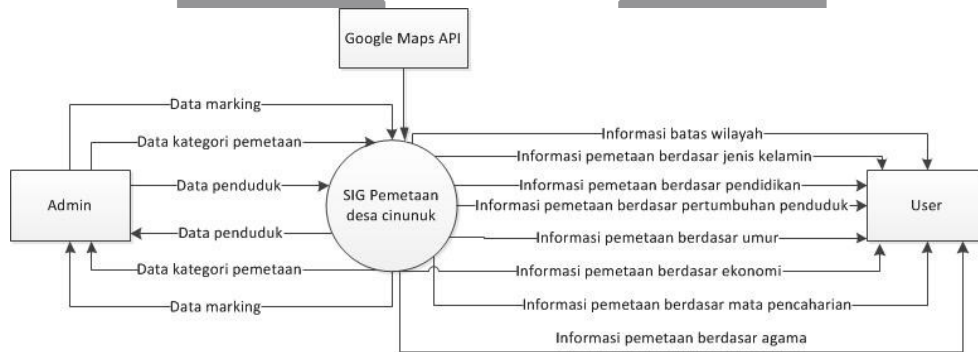 Google Maps API
Data marking
Data kategori pemetaan
Data penduduk
Admin
SIG Pemetaan
desa cinunuk
Data penduduk
Data kategori pemetaan
Data marking
Informasi batas wilayah
Informasi pemetaan berdasar jenis kelamin
Informasi pemetaan berdasar pendidikan
Informasi pemetaan berdasar pertumbuhan penduduk
User
Informasi pemetaan berdasar umur
Informasi pemetaan berdasar ekonomi
Informasi pemetaan berdasar mata pencaharian
Informasi pemetaan berdasar agama